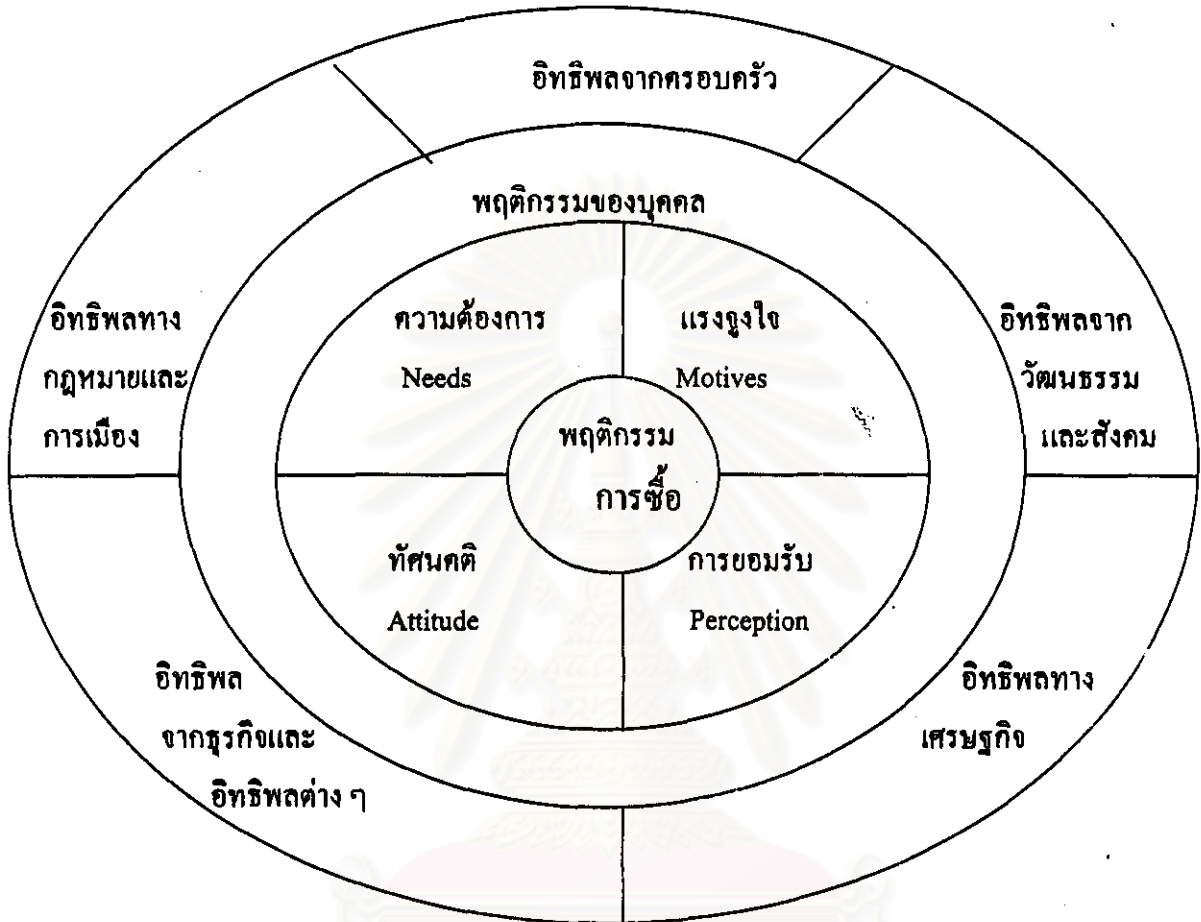 อิทธิพลจากครอบครัว
พฤติกรรมของบุคคล
อิทธิพลทาง
กฎหมายและ
การเมือง
ความต้องการ
Needs
แรงจูงใจ
Motives
อิทธิพลจาก
วัฒนธรรม
และสังคม
พฤติกรรม
การซื้อ
ทัศนคติ
Attitude
การยอมรับ
Perception
อิทธิพล
จากธุรกิจและ
อิทธิพลต่าง ๆ
อิทธิพลทาง
เศรษฐกิจ